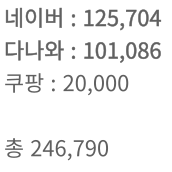 네이버 : 125,704
다나와 : 101,086
쿠팡 : 20,000
총 246,790